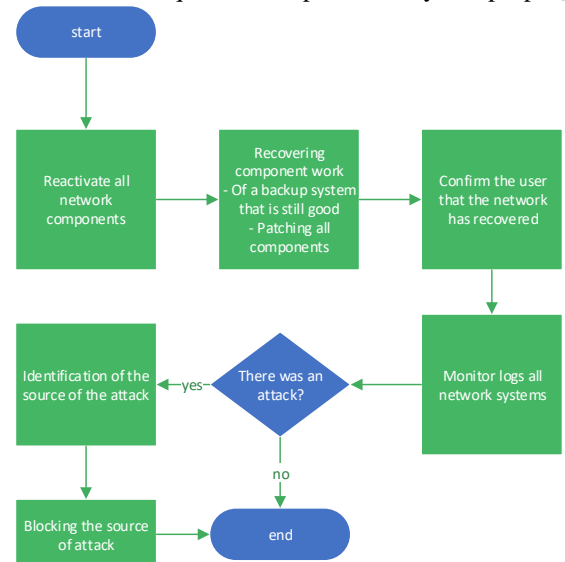 start
Reactivate all
network
components
Recovering
component work
- Of a backup system
that is still good
- Patching all
components
Confirm the user
that the network
has recovered
Identification of the
source of the attack
yes
There was an
attack?
Monitor logs all
network systems
no
Blocking the source
of attack
end